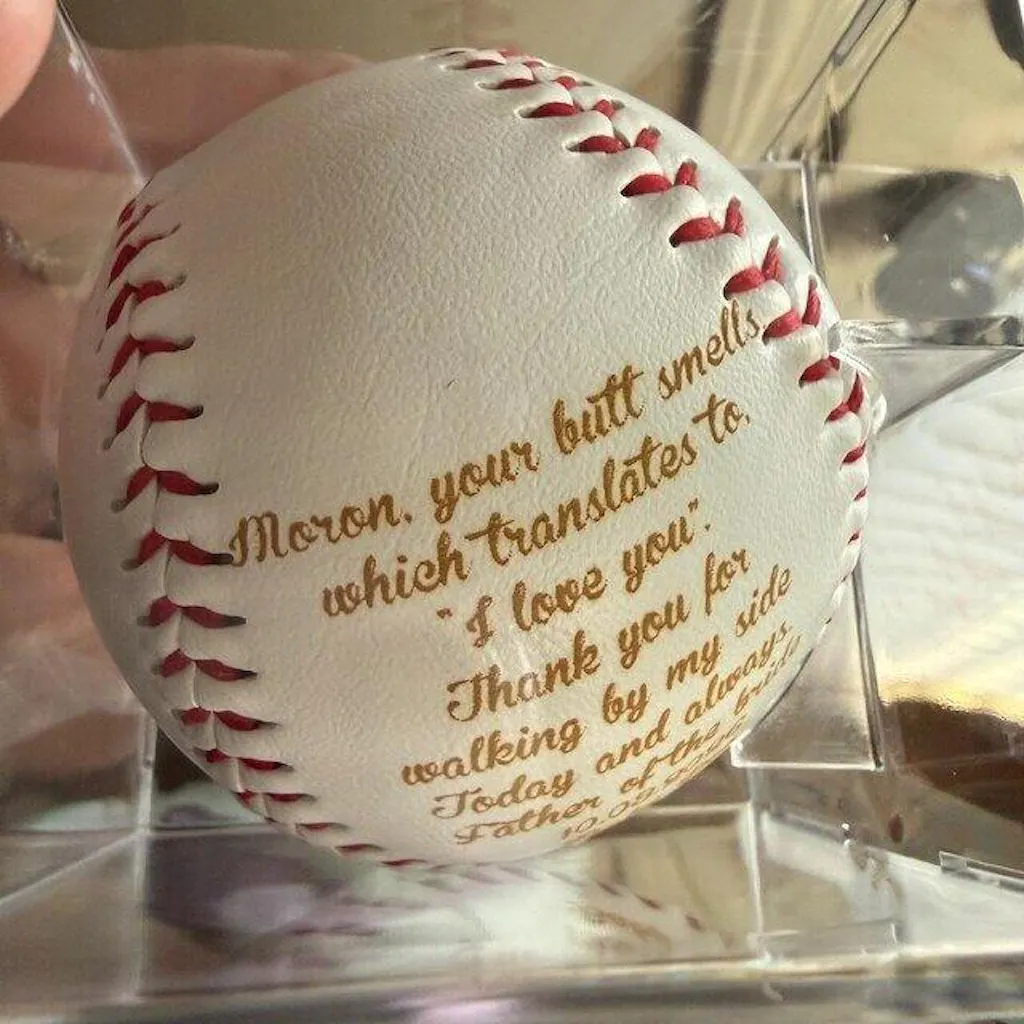 Moron, your butt smells
which translates to,
"I love you".
Thank you for
walking by my side
Today and always.
Father of the bride